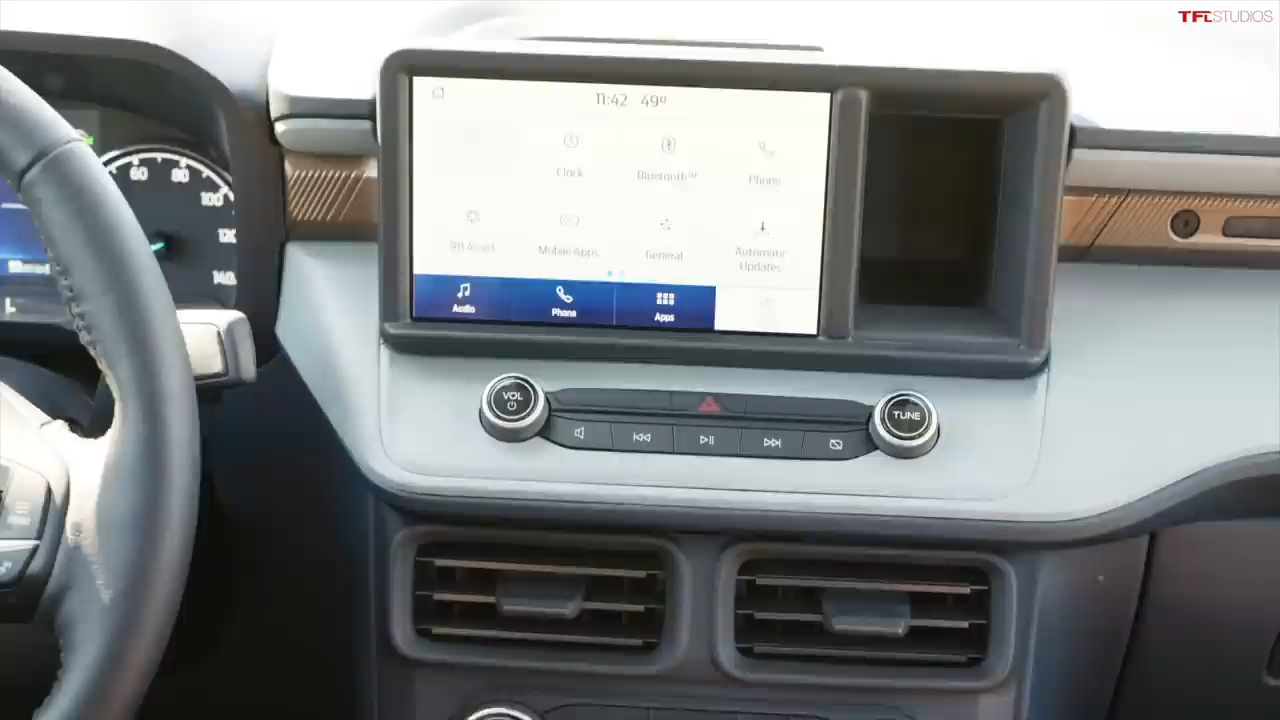 TFLSTUDIOS
11:42 49°
Clock
Bluetooth™
Phone
911 Assist
Mobile Apps
General
Automatic
Updates
Audio
Phone
Apps
60
80
100
120
140
VOL
TUNE